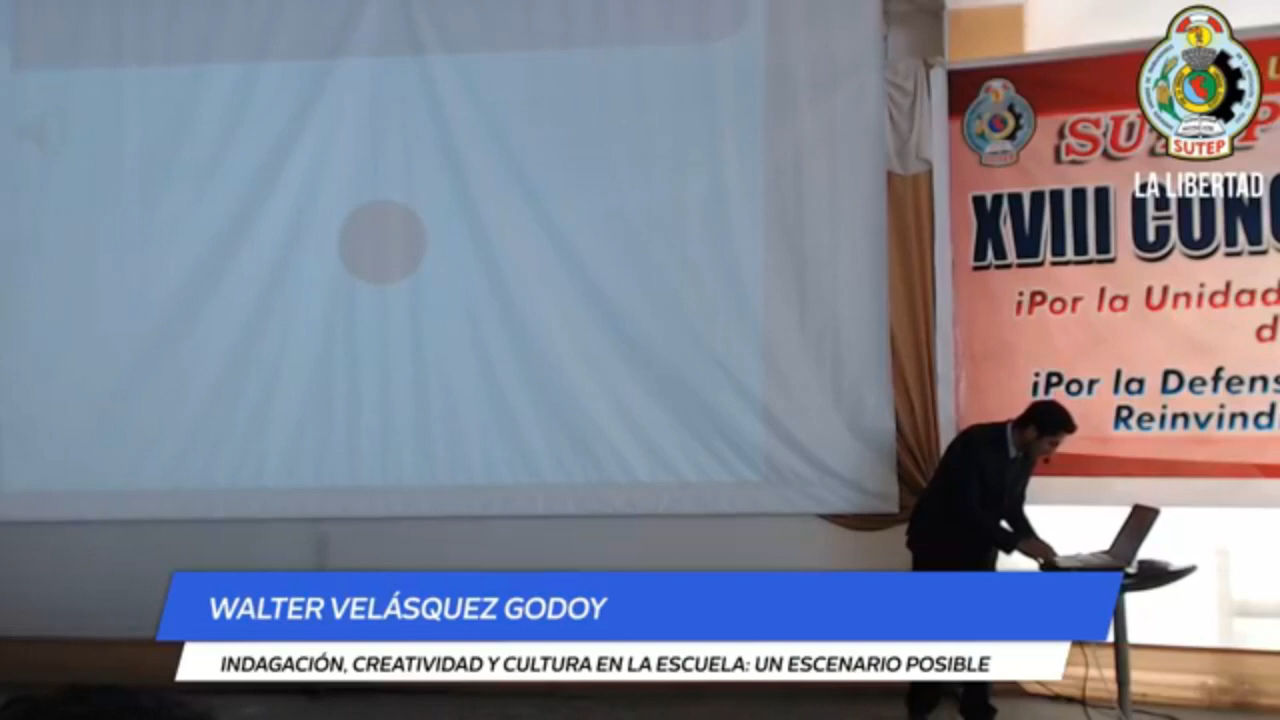 SUTEP
LA LIBERTAD
XVIII
¡Por la Unidad
¡Por la Defens
Reinvind
WALTER VELÁSQUEZ GODOY
INDAGACIÓN, CREATIVIDAD Y CULTURA EN LA ESCUELA: UN ESCENARIO POSIBLE